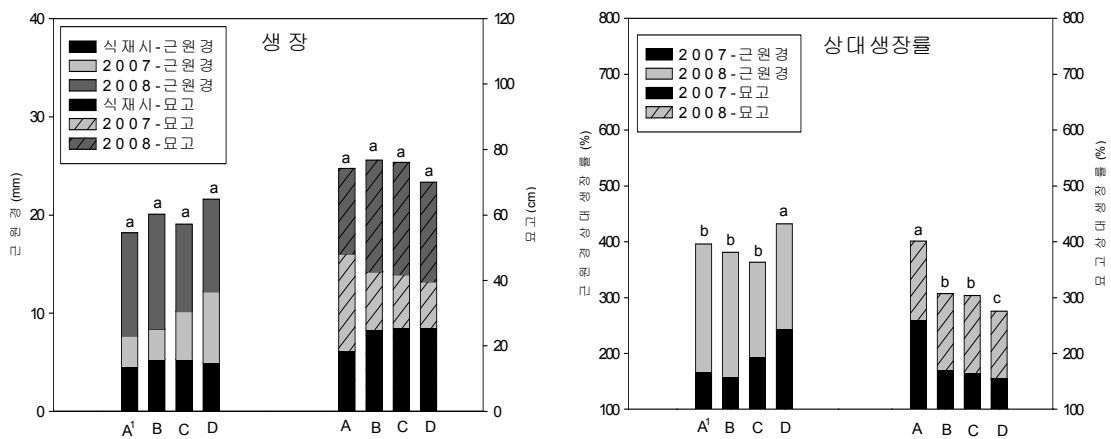 생 장
식재시-근원경
2007-근원경
2008-근원경
식재시-묘고
2007-묘고
2008-묘고
근원경 (mm)
40
30
20
10
0
묘고 (cm)
120
100
80
60
40
20
0
a a a a
a a a a
A¹ B C D
A B C D
상대생장률
2007-근원경
2008-근원경
2007-묘고
2008-묘고
근원경상대생장률 (%)
800
700
600
500
400
300
200
100
묘고상대생장률 (%)
800
700
600
500
400
300
200
100
b b b a
a b b c
A¹ B C D
A B C D